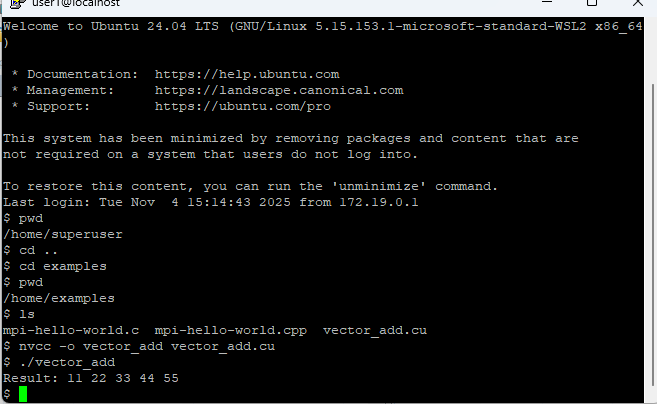 user1@localhost
Welcome to Ubuntu 24.04 LTS (GNU/Linux 5.15.153.1-microsoft-standard-WSL2 x86_64
)
* Documentation:  https://help.ubuntu.com
* Management:     https://landscape.canonical.com
* Support:        https://ubuntu.com/pro
This system has been minimized by removing packages and content that are
not required on a system that users do not log into.
To restore this content, you can run the 'unminimize' command.
Last login: Tue Nov  4 15:14:43 2025 from 172.19.0.1
$ pwd
/home/superuser
$ cd ..
$ cd examples
$ pwd
/home/examples
$ ls
mpi-hello-world.c  mpi-hello-world.cpp  vector_add.cu
$ nvcc -o vector_add vector_add.cu
$ ./vector_add
Result: 11 22 33 44 55
$